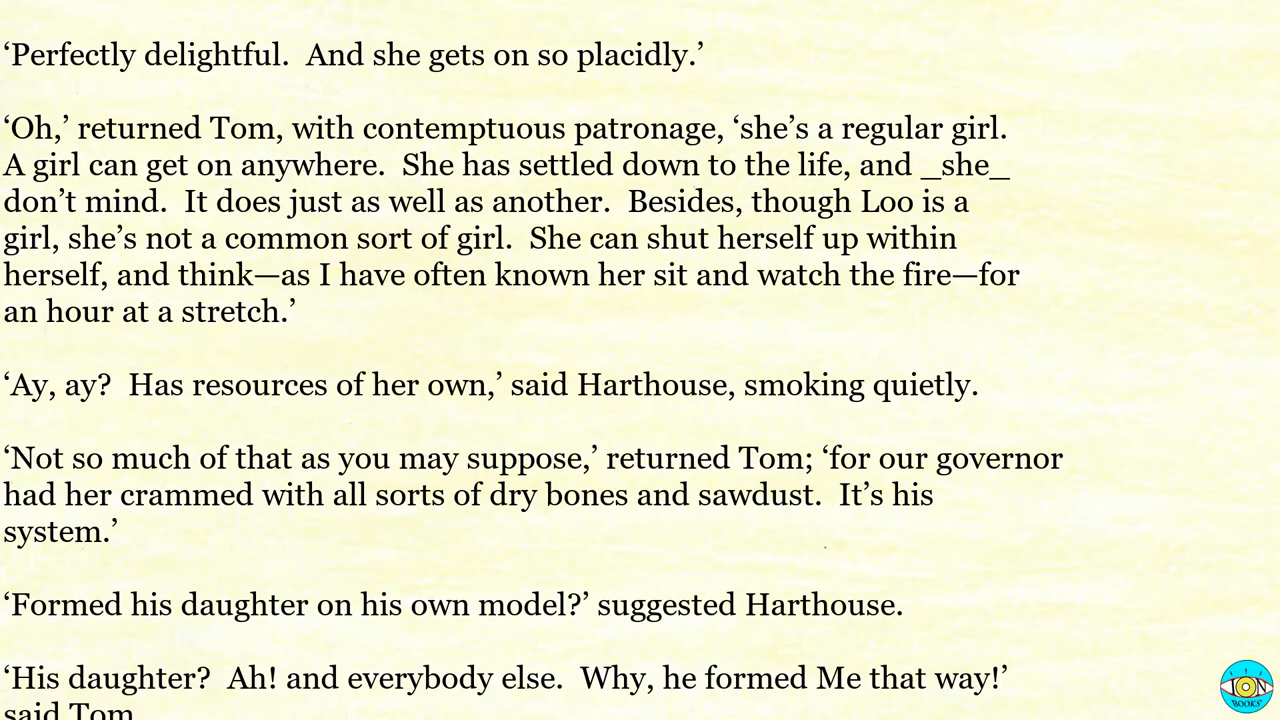 ‘Perfectly delightful.  And she gets on so placidly.’
‘Oh,’ returned Tom, with contemptuous patronage, ‘she’s a regular girl.
A girl can get on anywhere.  She has settled down to the life, and _she_
don’t mind.  It does just as well as another.  Besides, though Loo is a
girl, she’s not a common sort of girl.  She can shut herself up within
herself, and think—as I have often known her sit and watch the fire—for
an hour at a stretch.’
‘Ay, ay?  Has resources of her own,’ said Harthouse, smoking quietly.
‘Not so much of that as you may suppose,’ returned Tom; ‘for our governor
had her crammed with all sorts of dry bones and sawdust.  It’s his
system.’
‘Formed his daughter on his own model?’ suggested Harthouse.
‘His daughter?  Ah! and everybody else.  Why, he formed Me that way!’
said Tom
ION
BOOKS